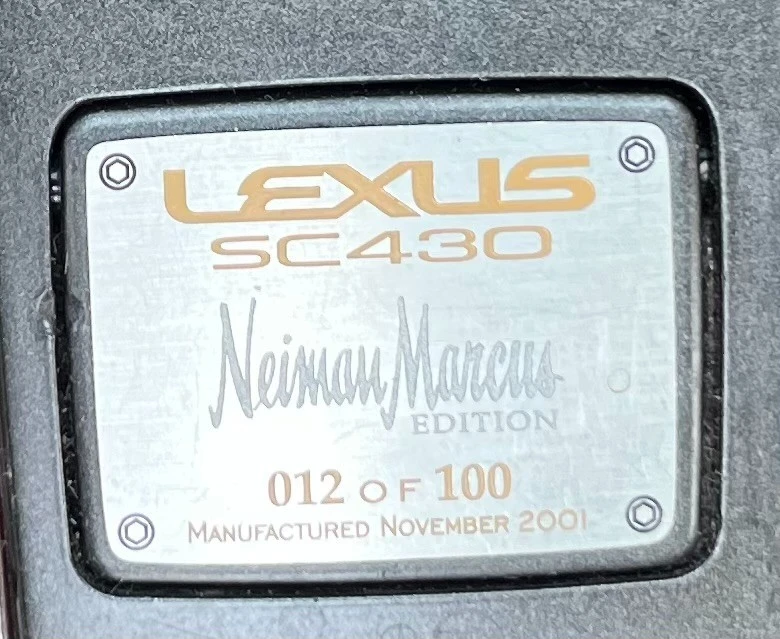 LEXUS
SC430
Neiman Marcus
EDITION
012 OF 100
MANUFACTURED NOVEMBER 2001